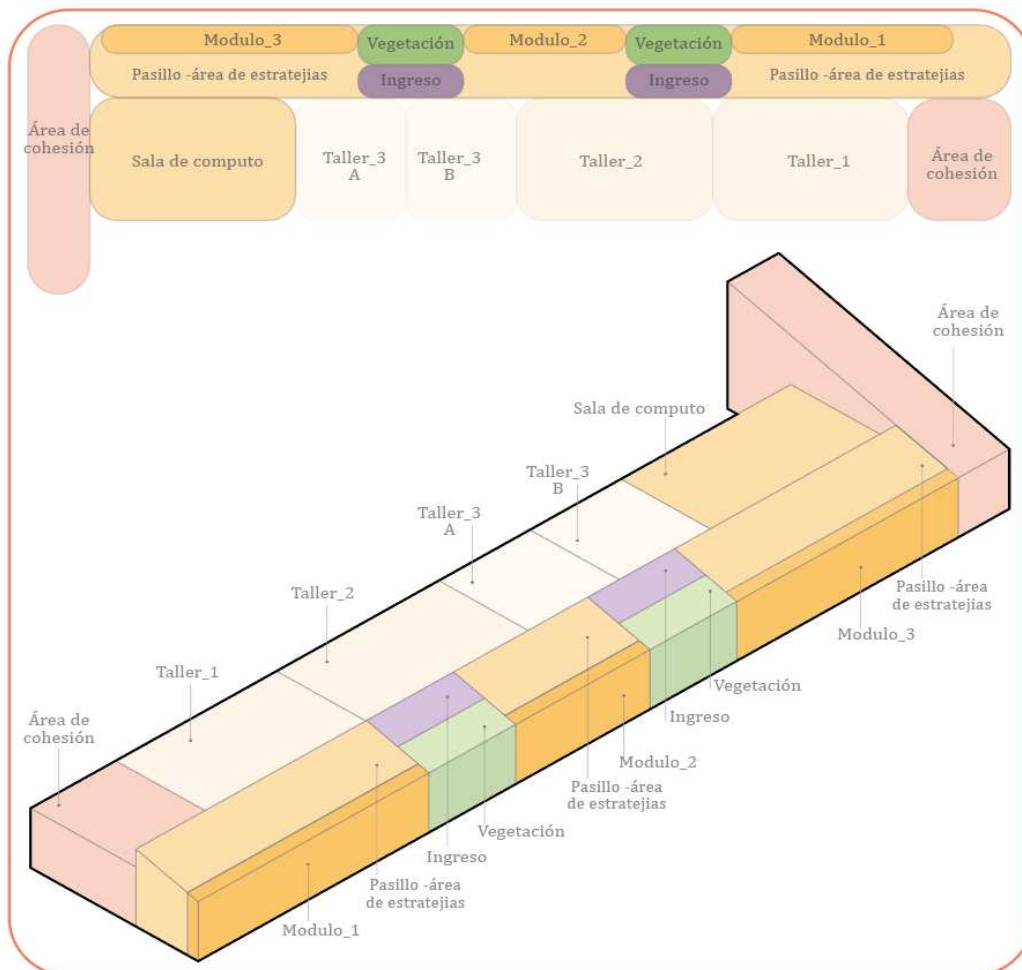 Modulo_3
Vegetación
Modulo_2
Vegetación
Modulo_1
Pasillo -área de estratejias
Ingreso
Ingreso
Pasillo -área de estratejias
Área de
cohesión
Sala de computo
Taller_3
A
Taller_3
B
Taller_2
Taller_1
Área de
cohesión
Área de
cohesión
Sala de computo
Taller_3
B
Taller_3
A
Taller_2
Taller_1
Área de
cohesión
Pasillo -área
de estratejias
Modulo_3
Vegetación
Ingreso
Modulo_2
Pasillo -área
de estratejias
Vegetación
Ingreso
Pasillo -área
de estratejias
Modulo_1